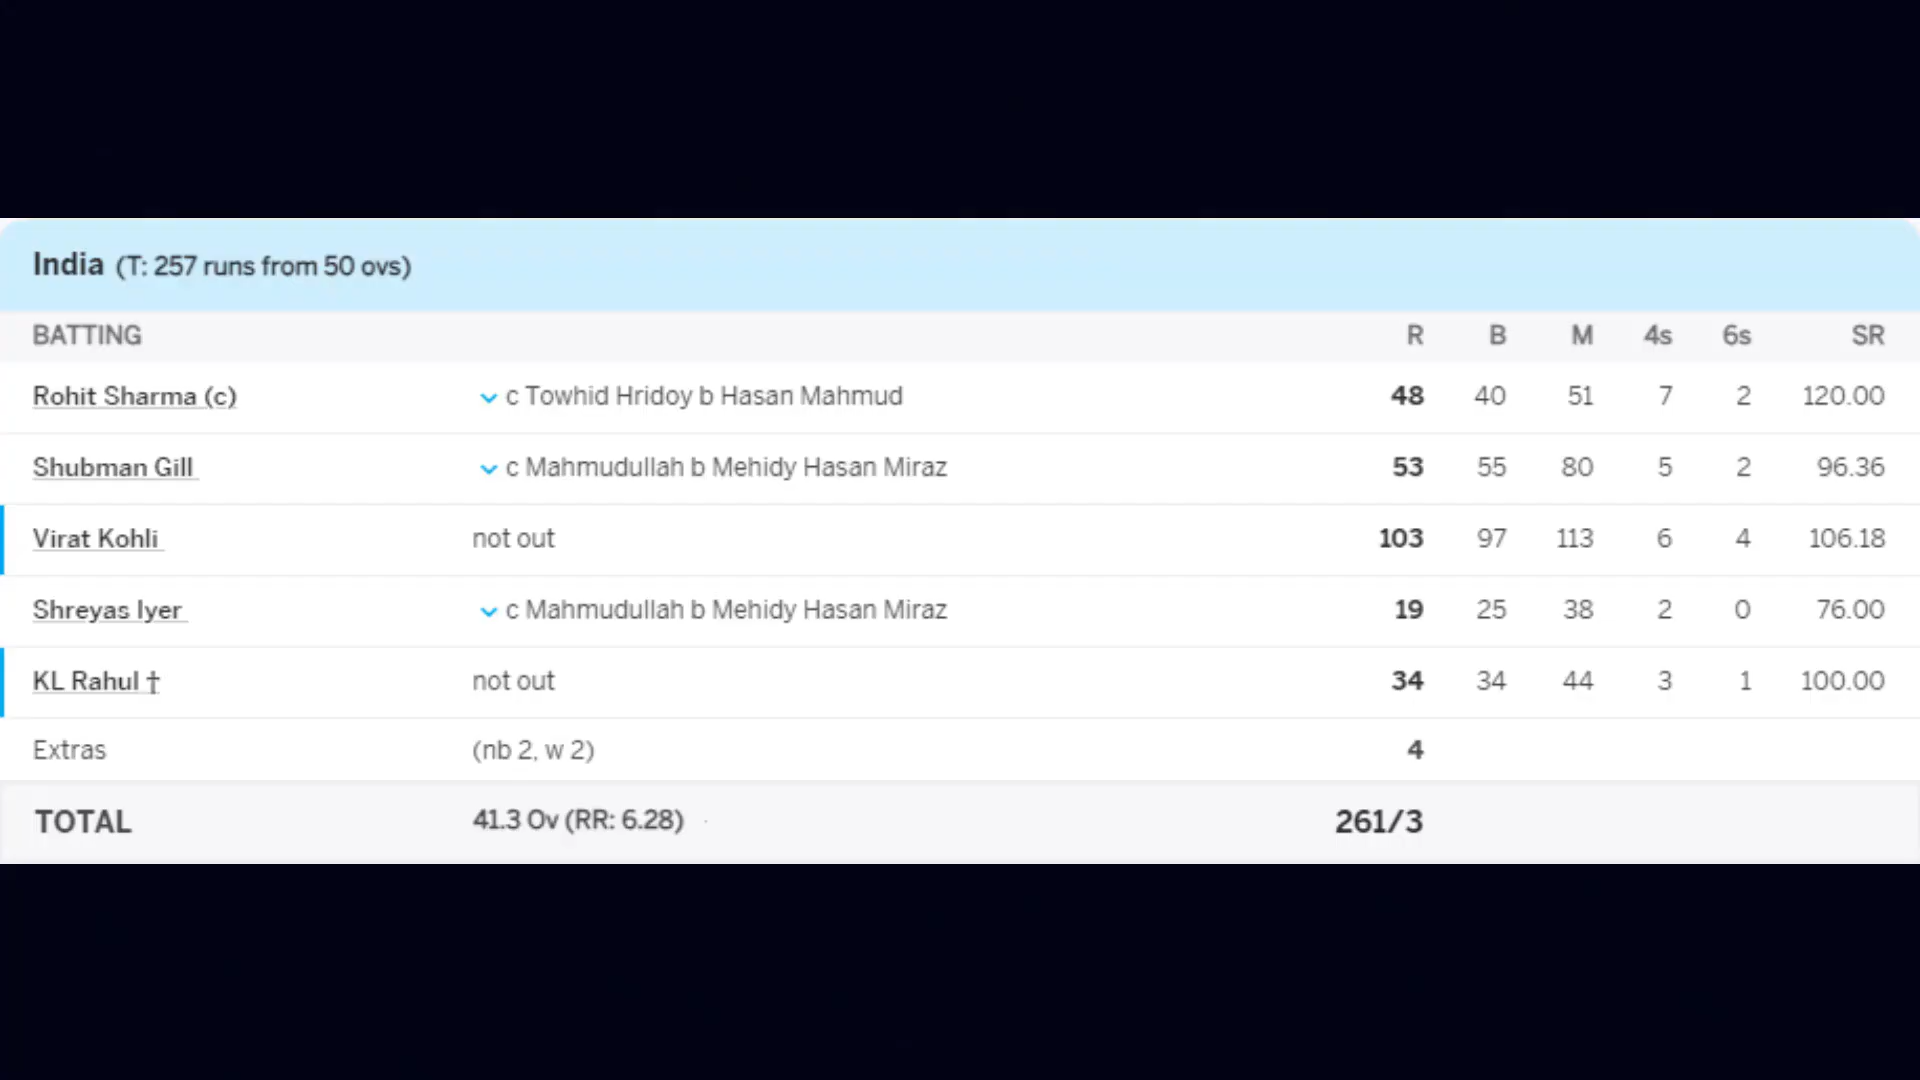 India (T: 257 runs from 50 ovs)
BATTING R B M 4s 6s SR
Rohit Sharma (c) c Towhid Hridoy b Hasan Mahmud 48 40 51 7 2 120.00
Shubman Gill c Mahmudullah b Mehidy Hasan Miraz 53 55 80 5 2 96.36
Virat Kohli not out 103 97 113 6 4 106.18
Shreyas Iyer c Mahmudullah b Mehidy Hasan Miraz 19 25 38 2 0 76.00
KL Rahul † not out 34 34 44 3 1 100.00
Extras (nb 2, w 2) 4
TOTAL 41.3 Ov (RR: 6.28) 261/3